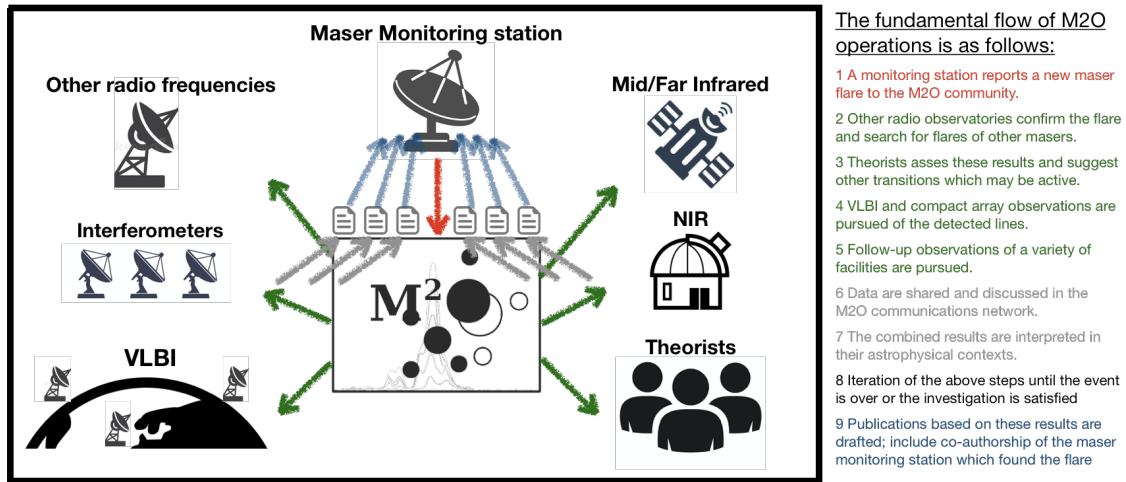 Maser Monitoring station
Other radio frequencies
Mid/Far Infrared
Interferometers
NIR
M²
VLBI
Theorists
The fundamental flow of M2O
operations is as follows:
1 A monitoring station reports a new maser
flare to the M2O community.
2 Other radio observatories confirm the flare
and search for flares of other masers.
3 Theorists asses these results and suggest
other transitions which may be active.
4 VLBI and compact array observations are
pursued of the detected lines.
5 Follow-up observations of a variety of
facilities are pursued.
6 Data are shared and discussed in the
M2O communications network.
7 The combined results are interpreted in
their astrophysical contexts.
8 Iteration of the above steps until the event
is over or the investigation is satisfied
9 Publications based on these results are
drafted; include co-authorship of the maser
monitoring station which found the flare